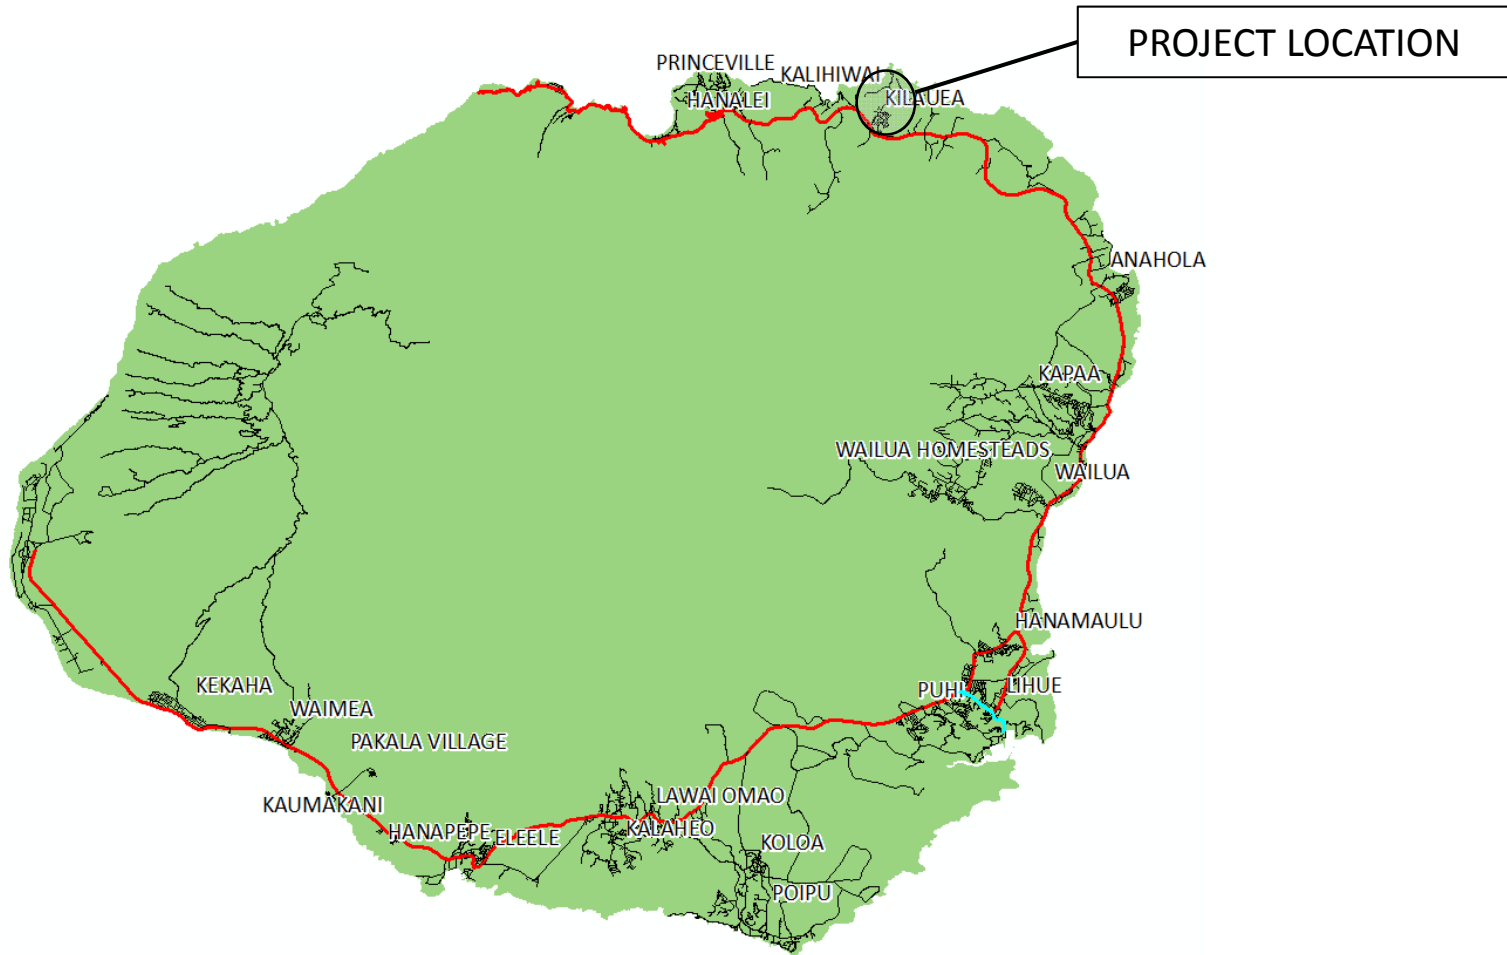 PROJECT LOCATION
PRINCEVILLE
KALIHIWAI
HANALEI
KILAUEA
ANAHOLA
KAPAA
WAILUA HOMESTEADS
WAILUA
HANAMAULU
KEKAHA
PUHI
LIHUE
WAIMEA
PAKALA VILLAGE
KAUMAKANI
LAWAI OMAO
HANAPEPE
ELEELE
KALAHEO
KOLOA
POIPU